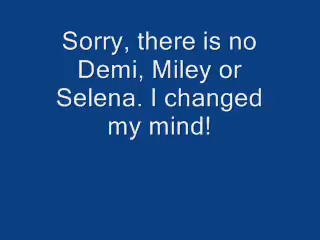 Sorry, there is no
Demi, Miley or
Selena. I changed
my mind!